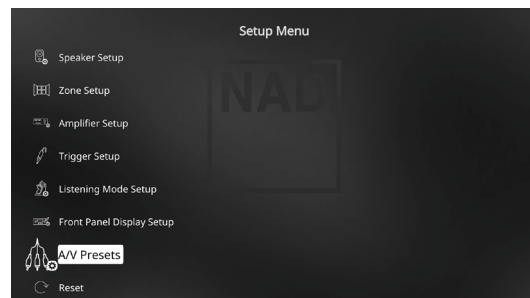 Setup Menu
Speaker Setup
Zone Setup
Amplifier Setup
Trigger Setup
Listening Mode Setup
Front Panel Display Setup
A/V Presets
Reset
NAD